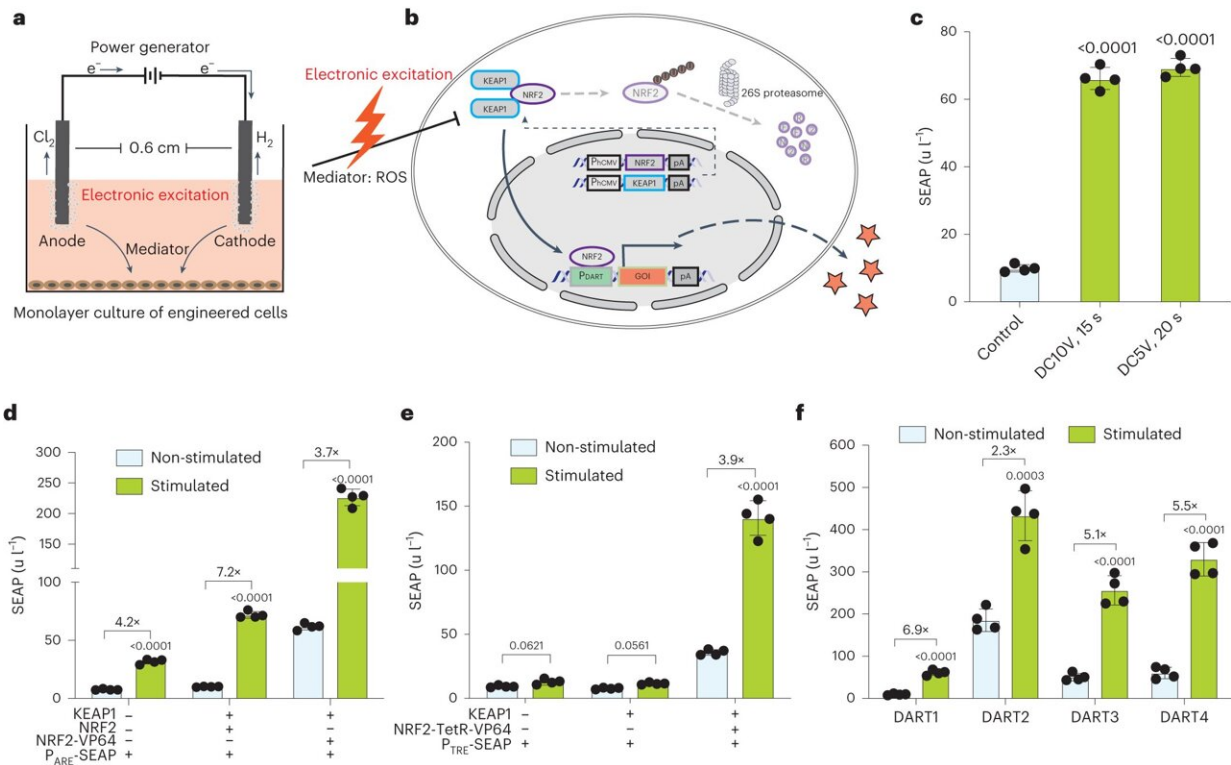 a
Power generator
e⁻
e⁻
Cl₂
H₂
0.6 cm
Electronic excitation
Mediator
Anode
Cathode
Monolayer culture of engineered cells
b
Electronic excitation
Mediator: ROS
KEAP1
KEAP1
NRF2
NRF2
26S proteasome
PhCMV NRF2 pA
PhCMV KEAP1 pA
NRF2
PDART GOI pA
c
SEAP (u l⁻¹)
80
60
40
20
0
<0.0001
<0.0001
Control
DC10V, 15 s
DC5V, 20 s
d
Non-stimulated
Stimulated
SEAP (u l⁻¹)
300
250
200
150
100
50
0
4.2×
<0.0001
7.2×
<0.0001
3.7×
<0.0001
KEAP1 – + +
NRF2 – + –
NRF2-VP64 – – +
PARE-SEAP + + +
e
Non-stimulated
Stimulated
SEAP (u l⁻¹)
200
150
100
50
0
0.0621
0.0561
3.9×
<0.0001
KEAP1 – + +
NRF2-TetR-VP64 – – +
PTRE-SEAP + + +
f
Non-stimulated
Stimulated
SEAP (u l⁻¹)
600
500
400
300
200
100
0
6.9×
<0.0001
2.3×
0.0003
5.1×
<0.0001
5.5×
<0.0001
DART1
DART2
DART3
DART4